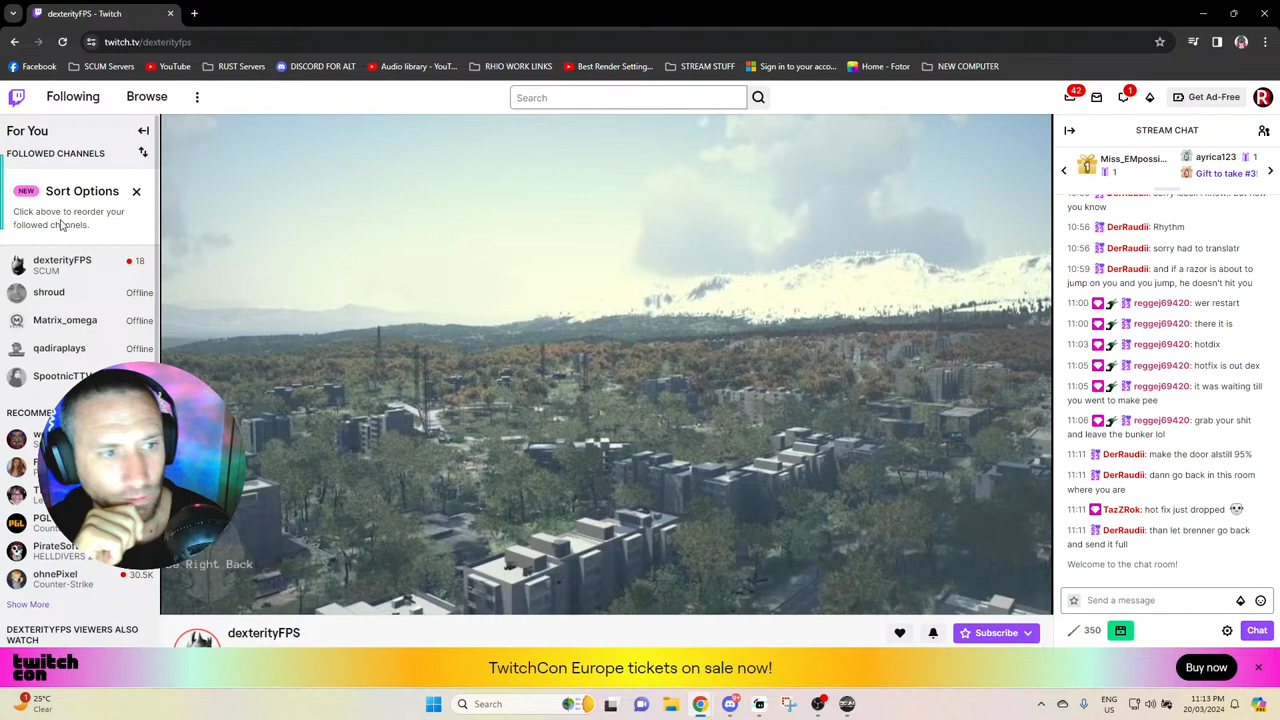 dexterityFPS
twitch.tv/dexterityfps
Facebook
SCUM Servers
YouTube
RUST Servers
DISCORD FOR ALT
Audio library - YouT...
RHIO WORK LINKS
Best Render Setting...
STREAM STUFF
Sign in to your acco...
Home - Fotor
NEW COMPUTER
Following
Browse
Search
42
1
Get Ad-Free
For You
FOLLOWED CHANNELS
NEW Sort Options
Click above to reorder your
followed channels.
dexterityFPS 18
SCUM
shroud Offline
Matrix_omega Offline
qadiraplays Offline
SpootnicTTV
PGL
PirateSoft
HELLDIVERS 2
ohnePixel 30.5K
Counter-Strike
Show More
DEXTERITYFPS VIEWERS ALSO
WATCH
Right Back
dexterityFPS
Subscribe
STREAM CHAT
Miss_EMpossi... 1
ayrica123 1
Gift to take #3!
you know
10:56 DerRaudii: Rhythm
10:56 DerRaudii: sorry had to translatr
10:59 DerRaudii: and if a razor is about to
jump on you and you jump, he doesn't hit you
11:00 reggej69420: wer restart
11:00 reggej69420: there it is
11:03 reggej69420: hotdix
11:05 reggej69420: hotfix is out dex
11:05 reggej69420: it was waiting till
you went to make pee
11:06 reggej69420: grab your shit
and leave the bunker lol
11:11 DerRaudii: make the door alstill 95%
11:11 DerRaudii: dann go back in this room
where you are
11:11 TazZRok: hot fix just dropped
11:11 DerRaudii: than let brenner go back
and send it full
Welcome to the chat room!
Send a message
350
Chat
twitch
con
TwitchCon Europe tickets on sale now!
Buy now
1
25°C
Clear
Search
ENG
US
11:13 PM
20/03/2024